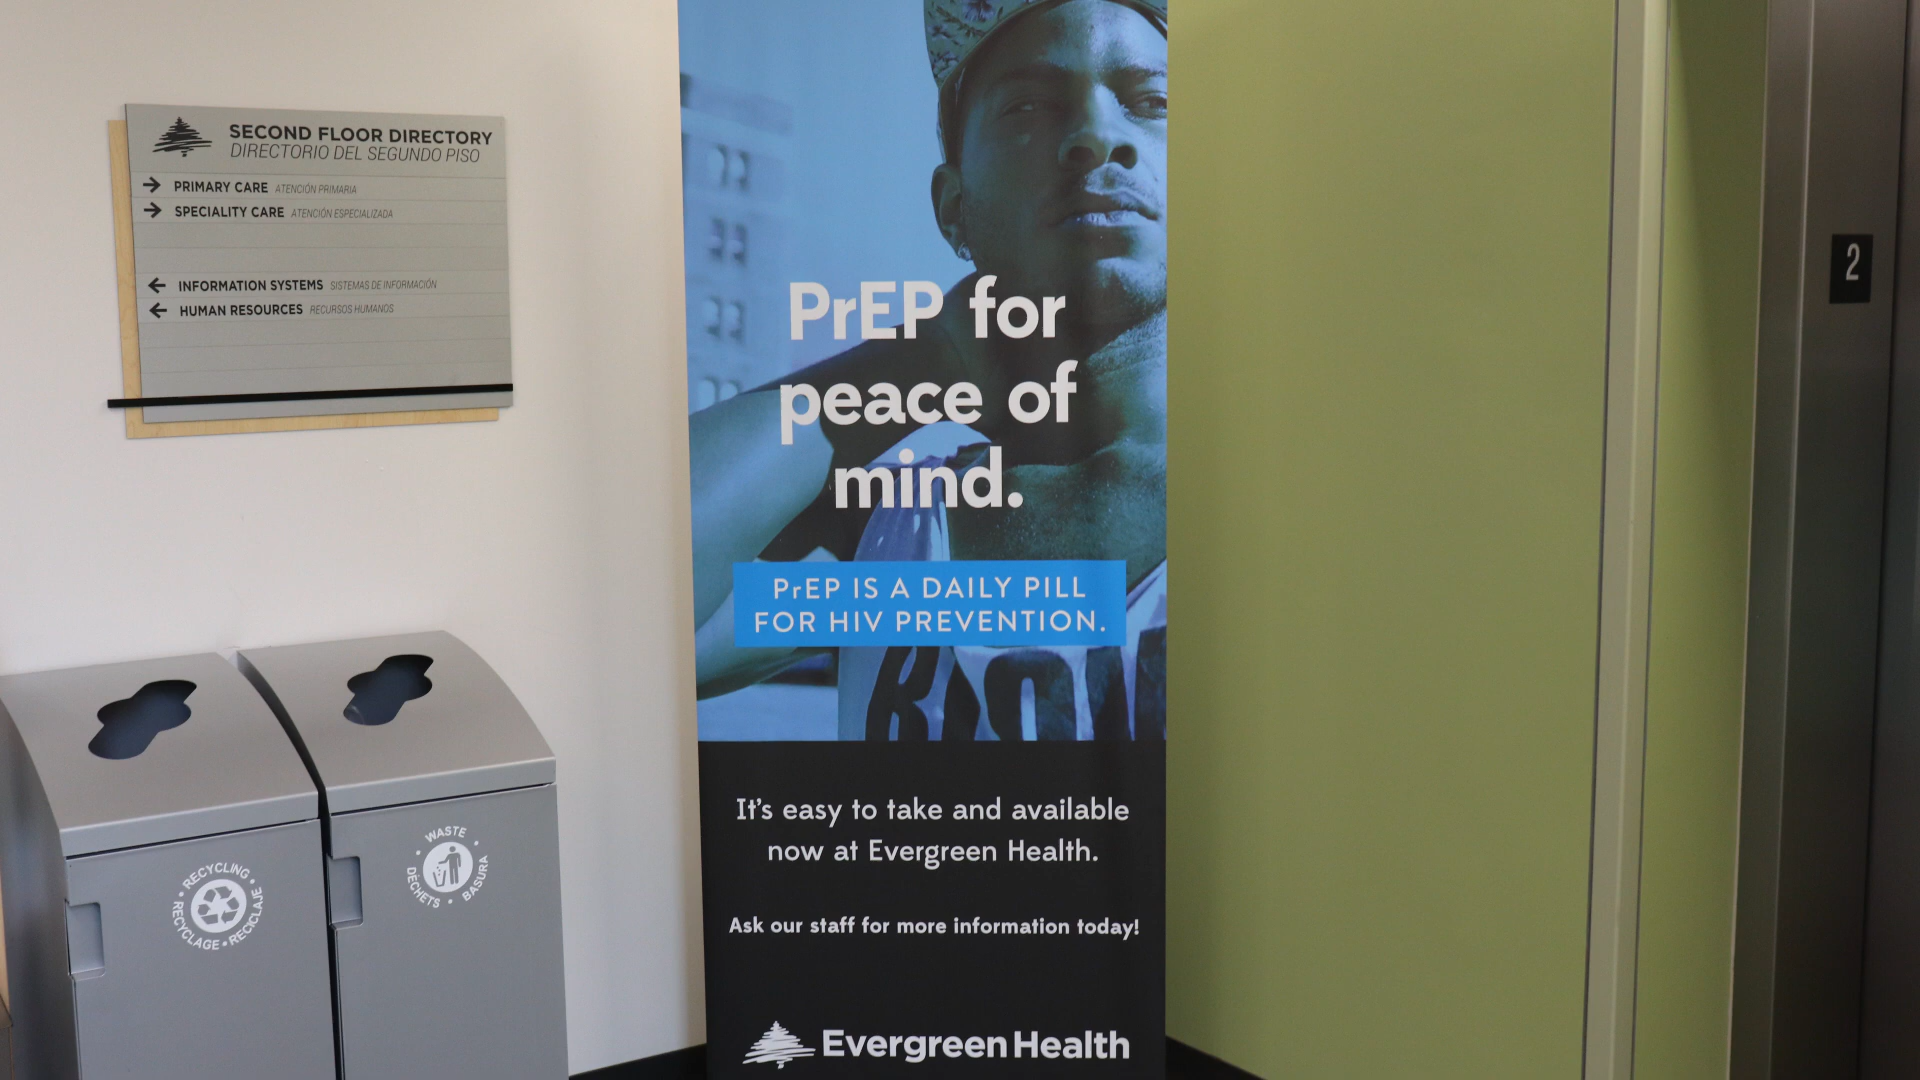 SECOND FLOOR DIRECTORY
DIRECTORIO DEL SEGUNDO PISO
PRIMARY CARE ATENCIÓN PRIMARIA
SPECIALITY CARE ATENCIÓN ESPECIALIZADA
INFORMATION SYSTEMS SISTEMAS DE INFORMACIÓN
HUMAN RESOURCES RECURSOS HUMANOS
PrEP for
peace of
mind.
PrEP IS A DAILY PILL
FOR HIV PREVENTION.
It's easy to take and available
now at Evergreen Health.
Ask our staff for more information today!
Evergreen Health
RECYCLING • RECICLAJE • RECYCLAGE •
WASTE • BASURA • DÉCHETS •
2